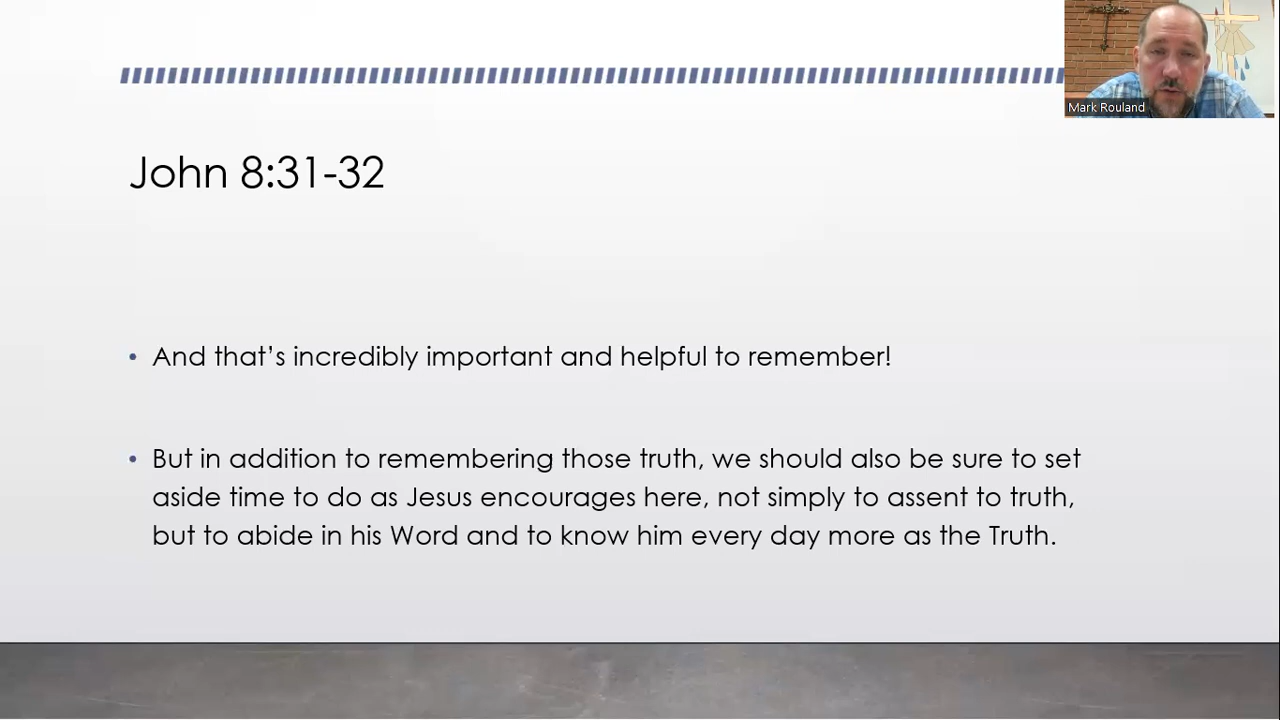 Mark Rouland
John 8:31-32
• And that’s incredibly important and helpful to remember!
• But in addition to remembering those truth, we should also be sure to set
aside time to do as Jesus encourages here, not simply to assent to truth,
but to abide in his Word and to know him every day more as the Truth.